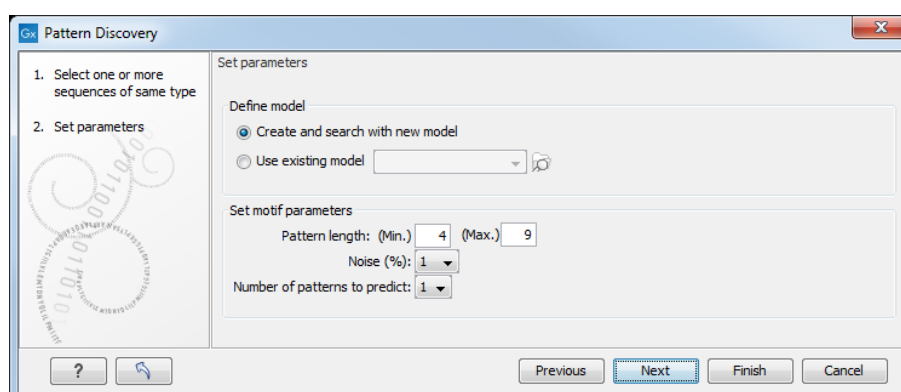 Gx Pattern Discovery
1. Select one or more
sequences of same type
2. Set parameters
Set parameters
Define model
Create and search with new model
Use existing model
Set motif parameters
Pattern length: (Min.) 4 (Max.) 9
Noise (%): 1
Number of patterns to predict: 1
? Previous Next Finish Cancel